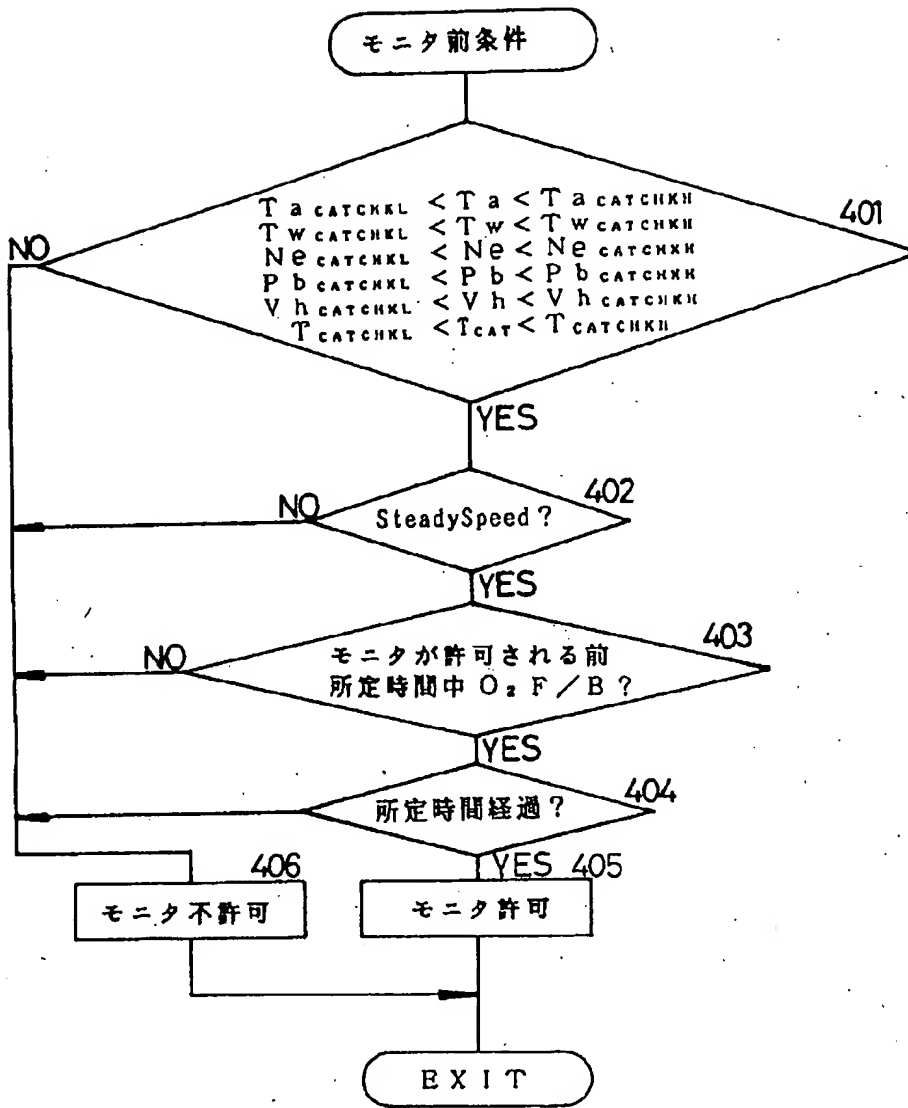 モニタ前条件
Ta CATCHKL < Ta < Ta CATCHKH
401
NO
Tw CATCHKL < Tw < Tw CATCHKH
Ne CATCHKL < Ne < Ne CATCHKH
Pb CATCHKL < Pb < Pb CATCHKH
Vh CATCHKL < Vh < Vh CATCHKH
T CATCHKL < TCAT < T CATCHKH
YES
402
NO
SteadySpeed?
YES
403
NO
モニタが許可される前
所定時間中O₂F/B?
YES
404
所定時間経過?
YES 405
406
モニタ不許可
モニタ許可
EXIT